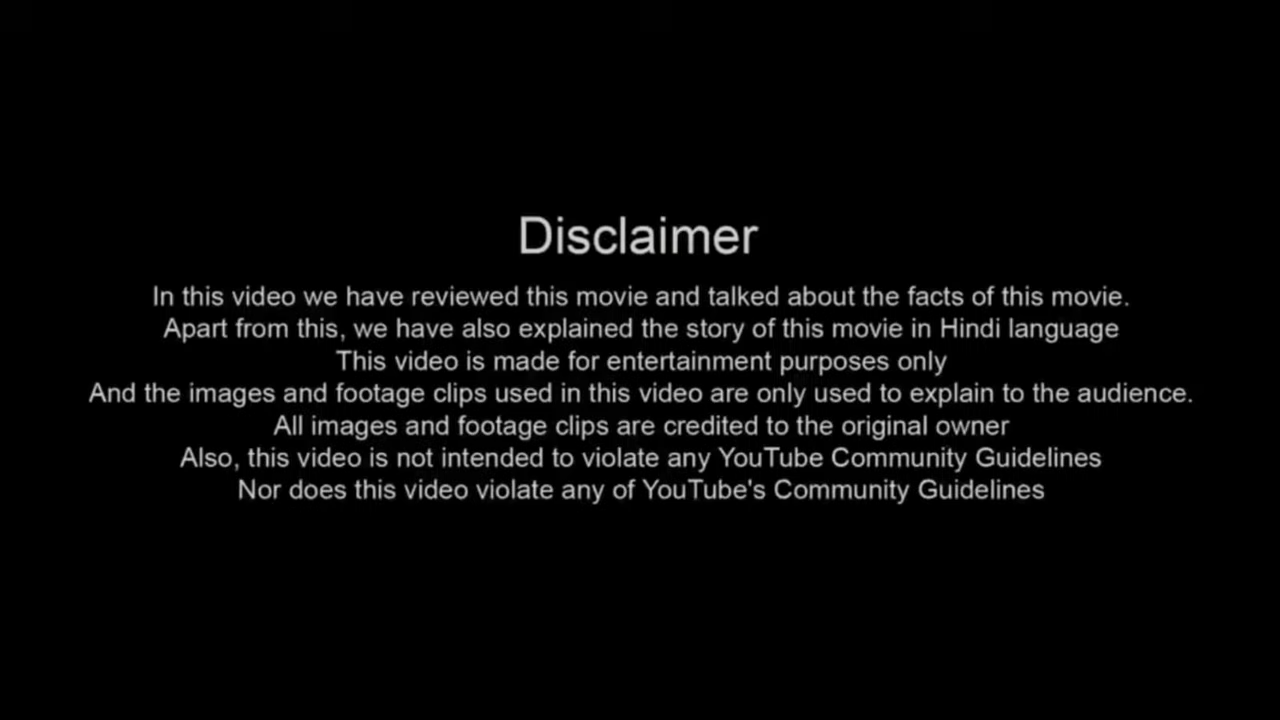 Disclaimer
In this video we have reviewed this movie and talked about the facts of this movie.
Apart from this, we have also explained the story of this movie in Hindi language
This video is made for entertainment purposes only
And the images and footage clips used in this video are only used to explain to the audience.
All images and footage clips are credited to the original owner
Also, this video is not intended to violate any YouTube Community Guidelines
Nor does this video violate any of YouTube's Community Guidelines